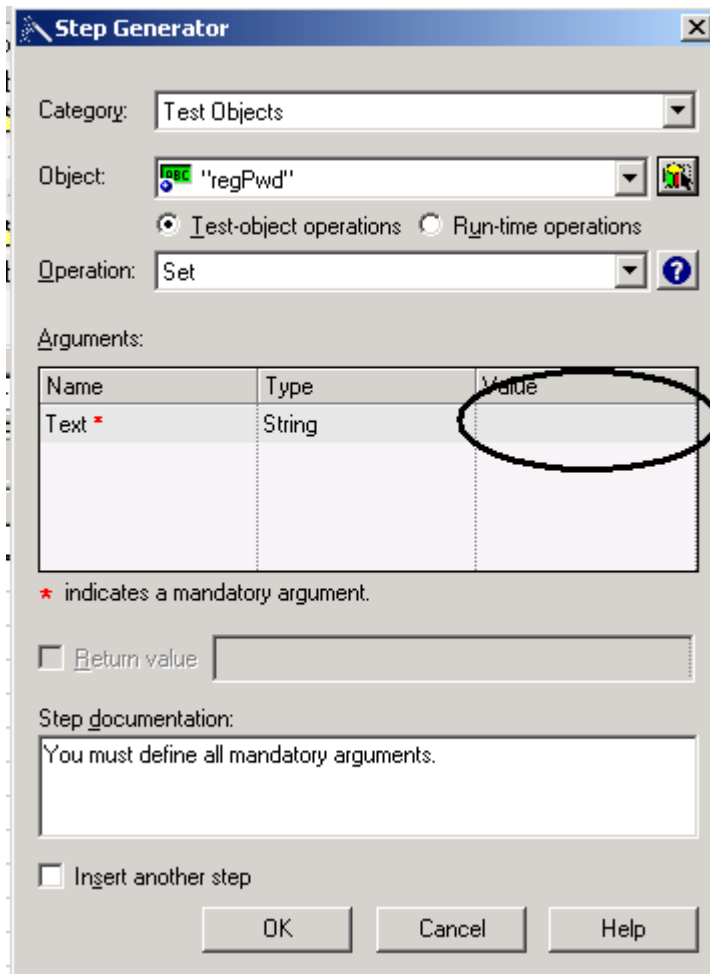 Step Generator
Category: Test Objects
Object: "regPwd"
Test-object operations Run-time operations
Operation: Set
Arguments:
Name Type Value
Text * String
* indicates a mandatory argument.
Return value
Step documentation:
You must define all mandatory arguments.
Insert another step
OK Cancel Help